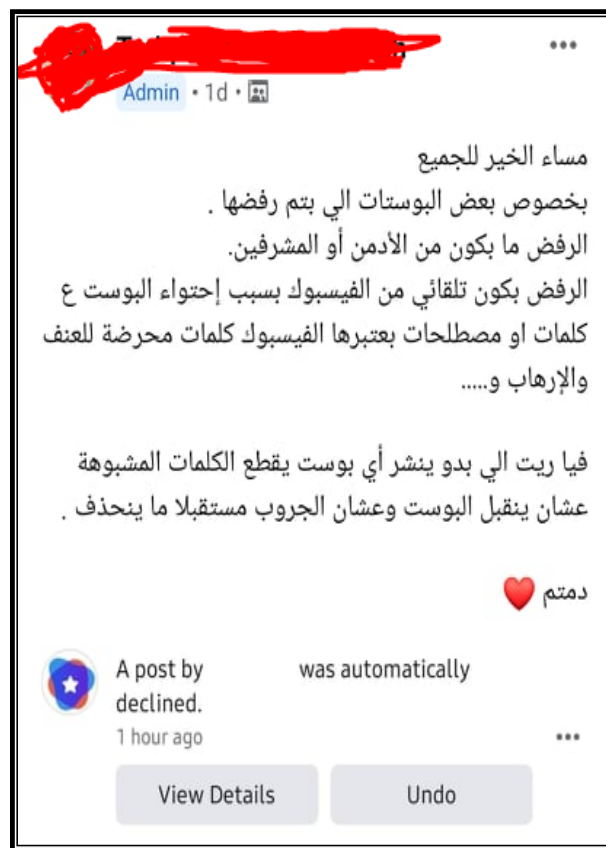 Admin • 1d •
مساء الخير للجميع
بخصوص بعض البوستات الي بتم رفضها .
الرفض ما بكون من الأدمن أو المشرفين.
الرفض بكون تلقائي من الفيسبوك بسبب إحتواء البوست ع
كلمات او مصطلحات بعتبرها الفيسبوك كلمات محرضة للعنف
والإرهاب و.....
فيا ريت الي بدو ينشر أي بوست يقطع الكلمات المشبوهة
عشان ينقبل البوست وعشان الجروب مستقبلا ما ينحذف .
دمتم ❤️
A post by was automatically
declined.
1 hour ago
View Details
Undo